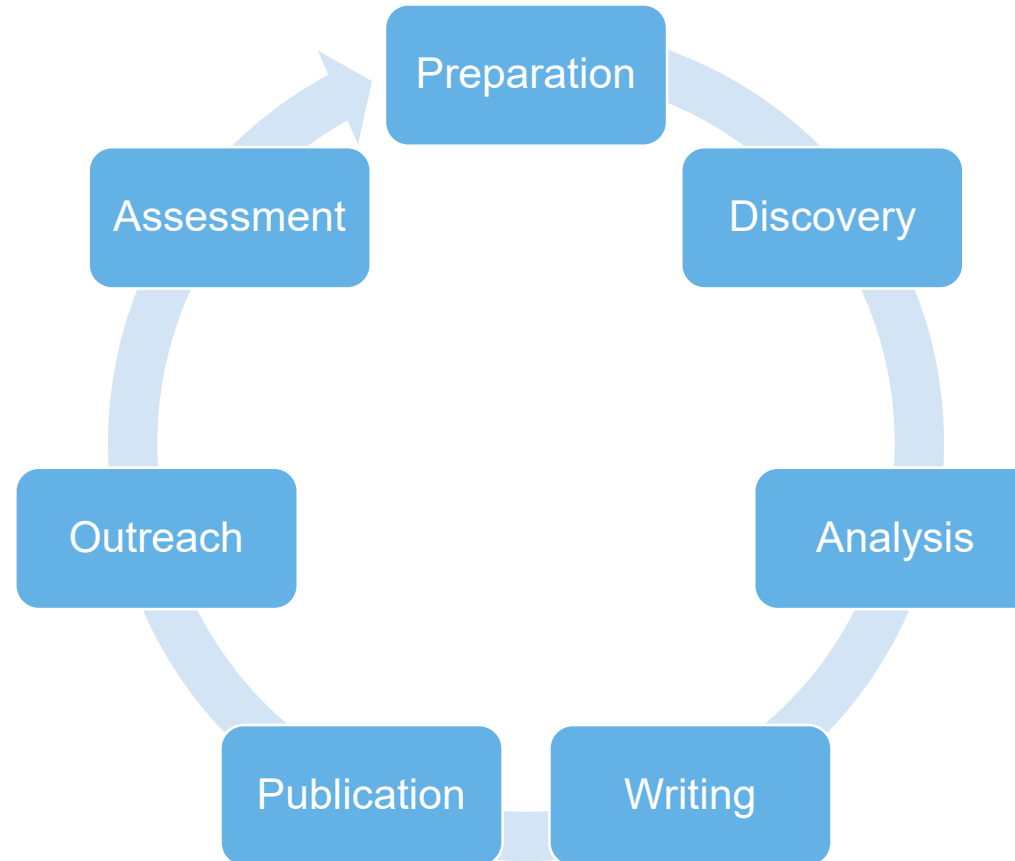 Preparation
Discovery
Analysis
Writing
Publication
Outreach
Assessment